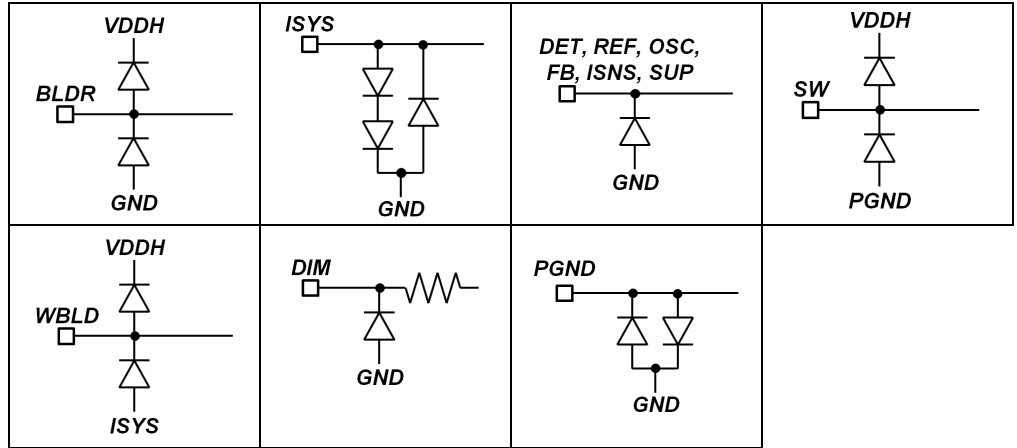 VDDH
BLDR
GND
ISYS
GND
DET, REF, OSC,
FB, ISNS, SUP
GND
VDDH
SW
PGND
VDDH
WBLD
ISYS
DIM
GND
PGND
GND